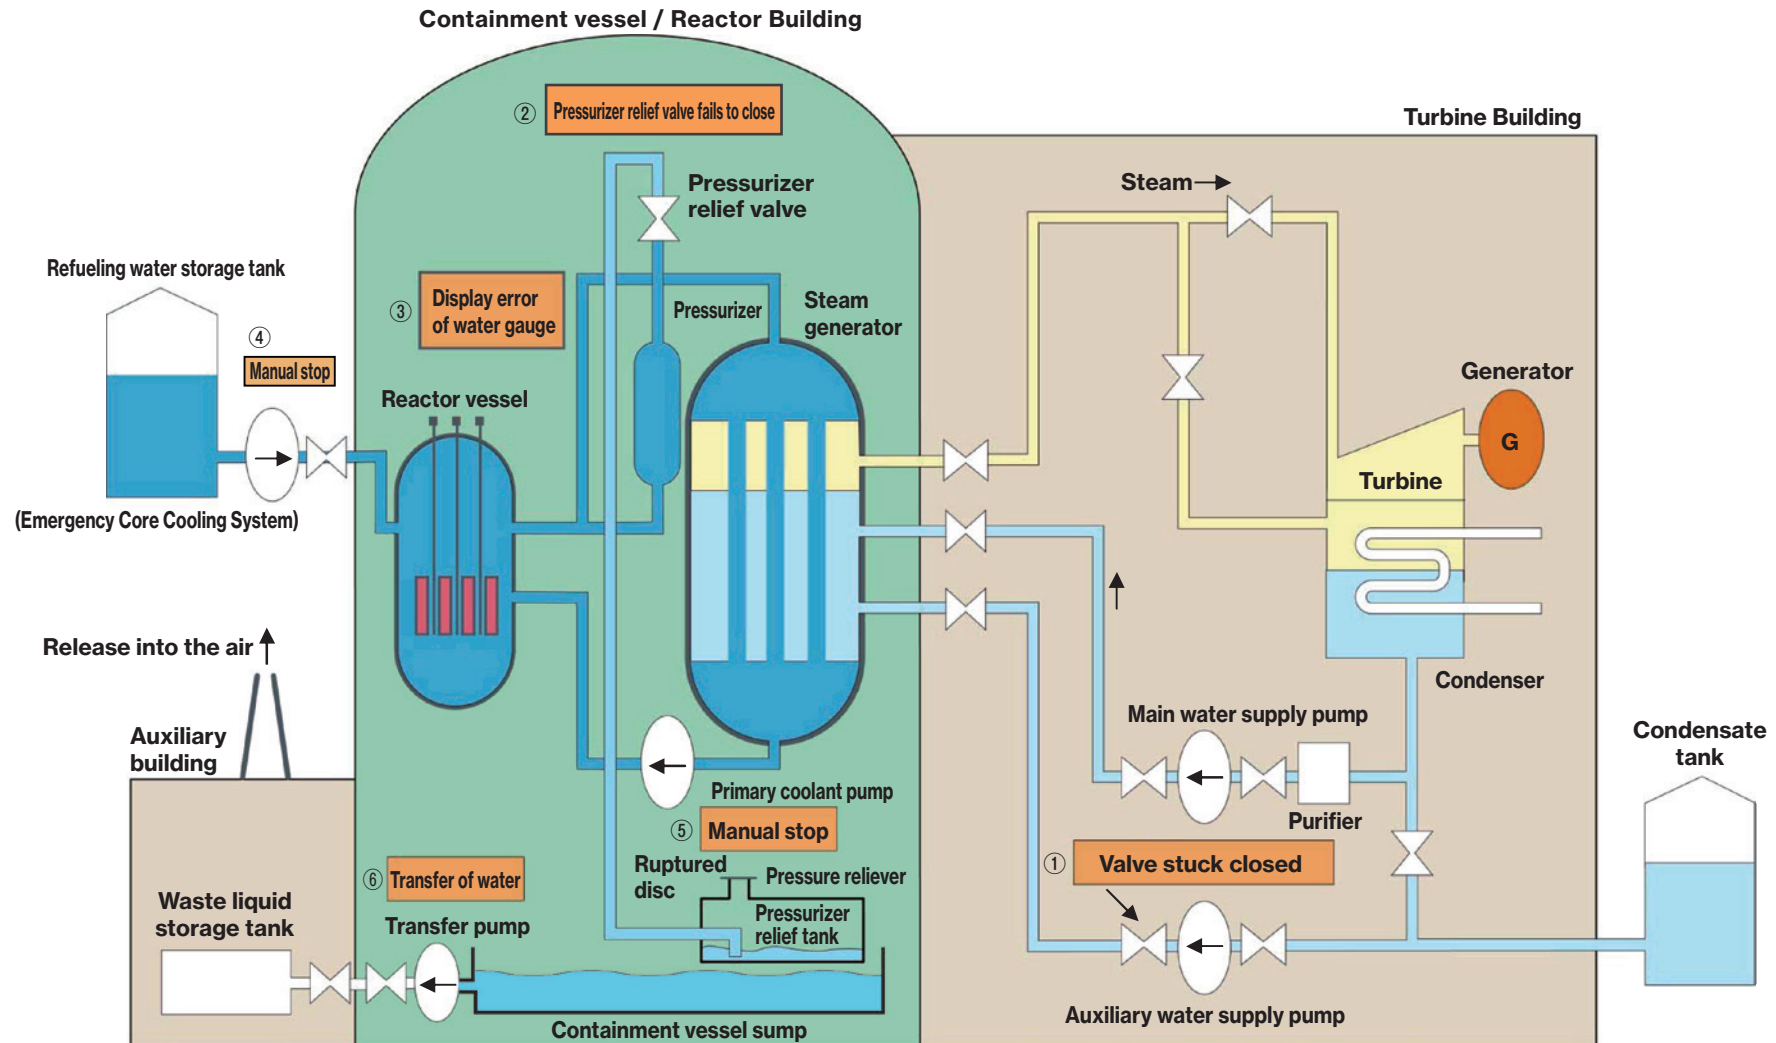 Containment vessel / Reactor Building
② Pressurizer relief valve fails to close
Turbine Building
Steam
Pressurizer
relief valve
Refueling water storage tank
③ Display error
of water gauge
Pressurizer
Steam
generator
④
Manual stop
Reactor vessel
Generator
G
Turbine
(Emergency Core Cooling System)
Release into the air
Condenser
Auxiliary
building
Main water supply pump
Condensate
tank
Primary coolant pump
Purifier
⑤ Manual stop
① Valve stuck closed
⑥ Transfer of water
Ruptured
disc
Pressure reliever
Waste liquid
storage tank
Transfer pump
Pressurizer
relief tank
Auxiliary water supply pump
Containment vessel sump